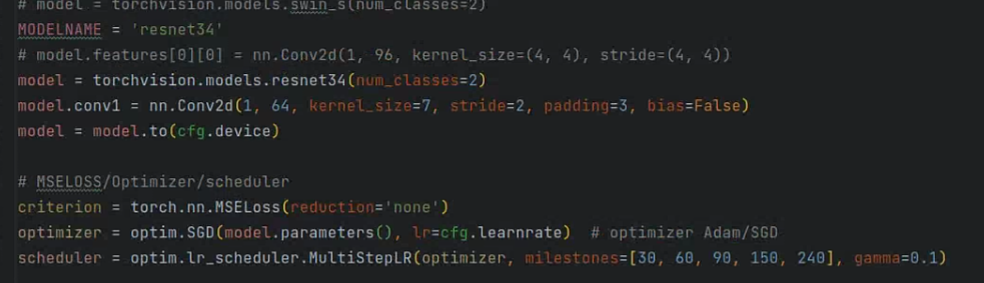 # model = torchvision.models.swin_s(num_classes=2)
MODELNAME = 'resnet34'
# model.features[0][0] = nn.Conv2d(1, 96, kernel_size=(4, 4), stride=(4, 4))
model = torchvision.models.resnet34(num_classes=2)
model.conv1 = nn.Conv2d(1, 64, kernel_size=7, stride=2, padding=3, bias=False)
model = model.to(cfg.device)
# MSELOSS/Optimizer/scheduler
criterion = torch.nn.MSELoss(reduction='none')
optimizer = optim.SGD(model.parameters(), lr=cfg.learnrate)  # optimizer Adam/SGD
scheduler = optim.lr_scheduler.MultiStepLR(optimizer, milestones=[30, 60, 90, 150, 240], gamma=0.1)